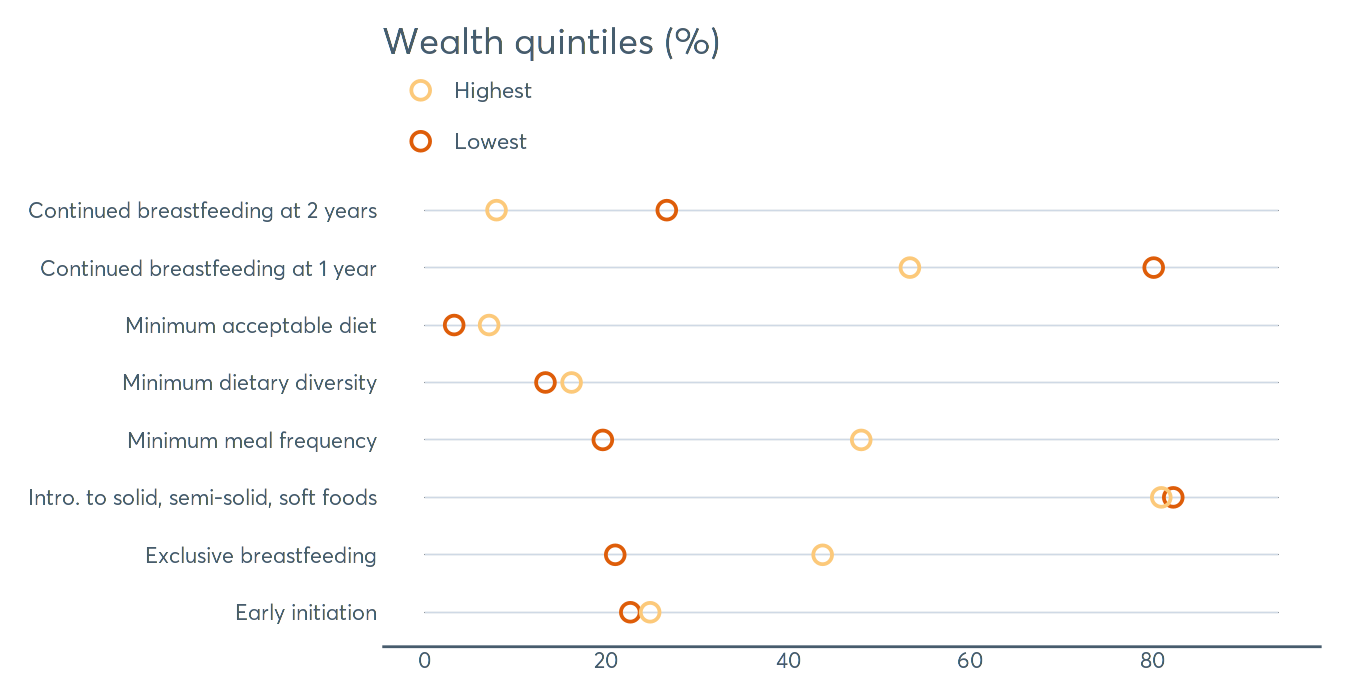 Wealth quintiles (%)
Highest
Lowest
Continued breastfeeding at 2 years
Continued breastfeeding at 1 year
Minimum acceptable diet
Minimum dietary diversity
Minimum meal frequency
Intro. to solid, semi-solid, soft foods
Exclusive breastfeeding
Early initiation
0 20 40 60 80